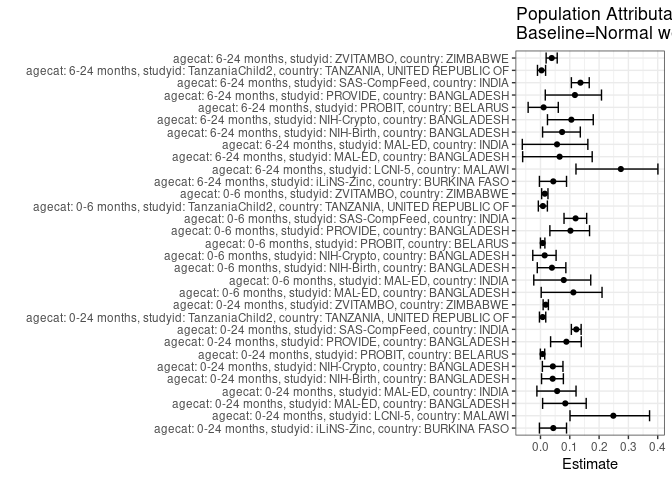 Population Attributa
Baseline=Normal w
agecat: 6-24 months, studyid: ZVITAMBO, country: ZIMBABWE
agecat: 6-24 months, studyid: TanzaniaChild2, country: TANZANIA, UNITED REPUBLIC OF
agecat: 6-24 months, studyid: SAS-CompFeed, country: INDIA
agecat: 6-24 months, studyid: PROVIDE, country: BANGLADESH
agecat: 6-24 months, studyid: PROBIT, country: BELARUS
agecat: 6-24 months, studyid: NIH-Crypto, country: BANGLADESH
agecat: 6-24 months, studyid: NIH-Birth, country: BANGLADESH
agecat: 6-24 months, studyid: MAL-ED, country: INDIA
agecat: 6-24 months, studyid: MAL-ED, country: BANGLADESH
agecat: 6-24 months, studyid: LCNI-5, country: MALAWI
agecat: 6-24 months, studyid: iLiNS-Zinc, country: BURKINA FASO
agecat: 0-6 months, studyid: ZVITAMBO, country: ZIMBABWE
agecat: 0-6 months, studyid: TanzaniaChild2, country: TANZANIA, UNITED REPUBLIC OF
agecat: 0-6 months, studyid: SAS-CompFeed, country: INDIA
agecat: 0-6 months, studyid: PROVIDE, country: BANGLADESH
agecat: 0-6 months, studyid: PROBIT, country: BELARUS
agecat: 0-6 months, studyid: NIH-Crypto, country: BANGLADESH
agecat: 0-6 months, studyid: NIH-Birth, country: BANGLADESH
agecat: 0-6 months, studyid: MAL-ED, country: INDIA
agecat: 0-6 months, studyid: MAL-ED, country: BANGLADESH
agecat: 0-24 months, studyid: ZVITAMBO, country: ZIMBABWE
agecat: 0-24 months, studyid: TanzaniaChild2, country: TANZANIA, UNITED REPUBLIC OF
agecat: 0-24 months, studyid: SAS-CompFeed, country: INDIA
agecat: 0-24 months, studyid: PROVIDE, country: BANGLADESH
agecat: 0-24 months, studyid: PROBIT, country: BELARUS
agecat: 0-24 months, studyid: NIH-Crypto, country: BANGLADESH
agecat: 0-24 months, studyid: NIH-Birth, country: BANGLADESH
agecat: 0-24 months, studyid: MAL-ED, country: INDIA
agecat: 0-24 months, studyid: MAL-ED, country: BANGLADESH
agecat: 0-24 months, studyid: LCNI-5, country: MALAWI
agecat: 0-24 months, studyid: iLiNS-Zinc, country: BURKINA FASO
0.0 0.1 0.2 0.3 0.4
Estimate